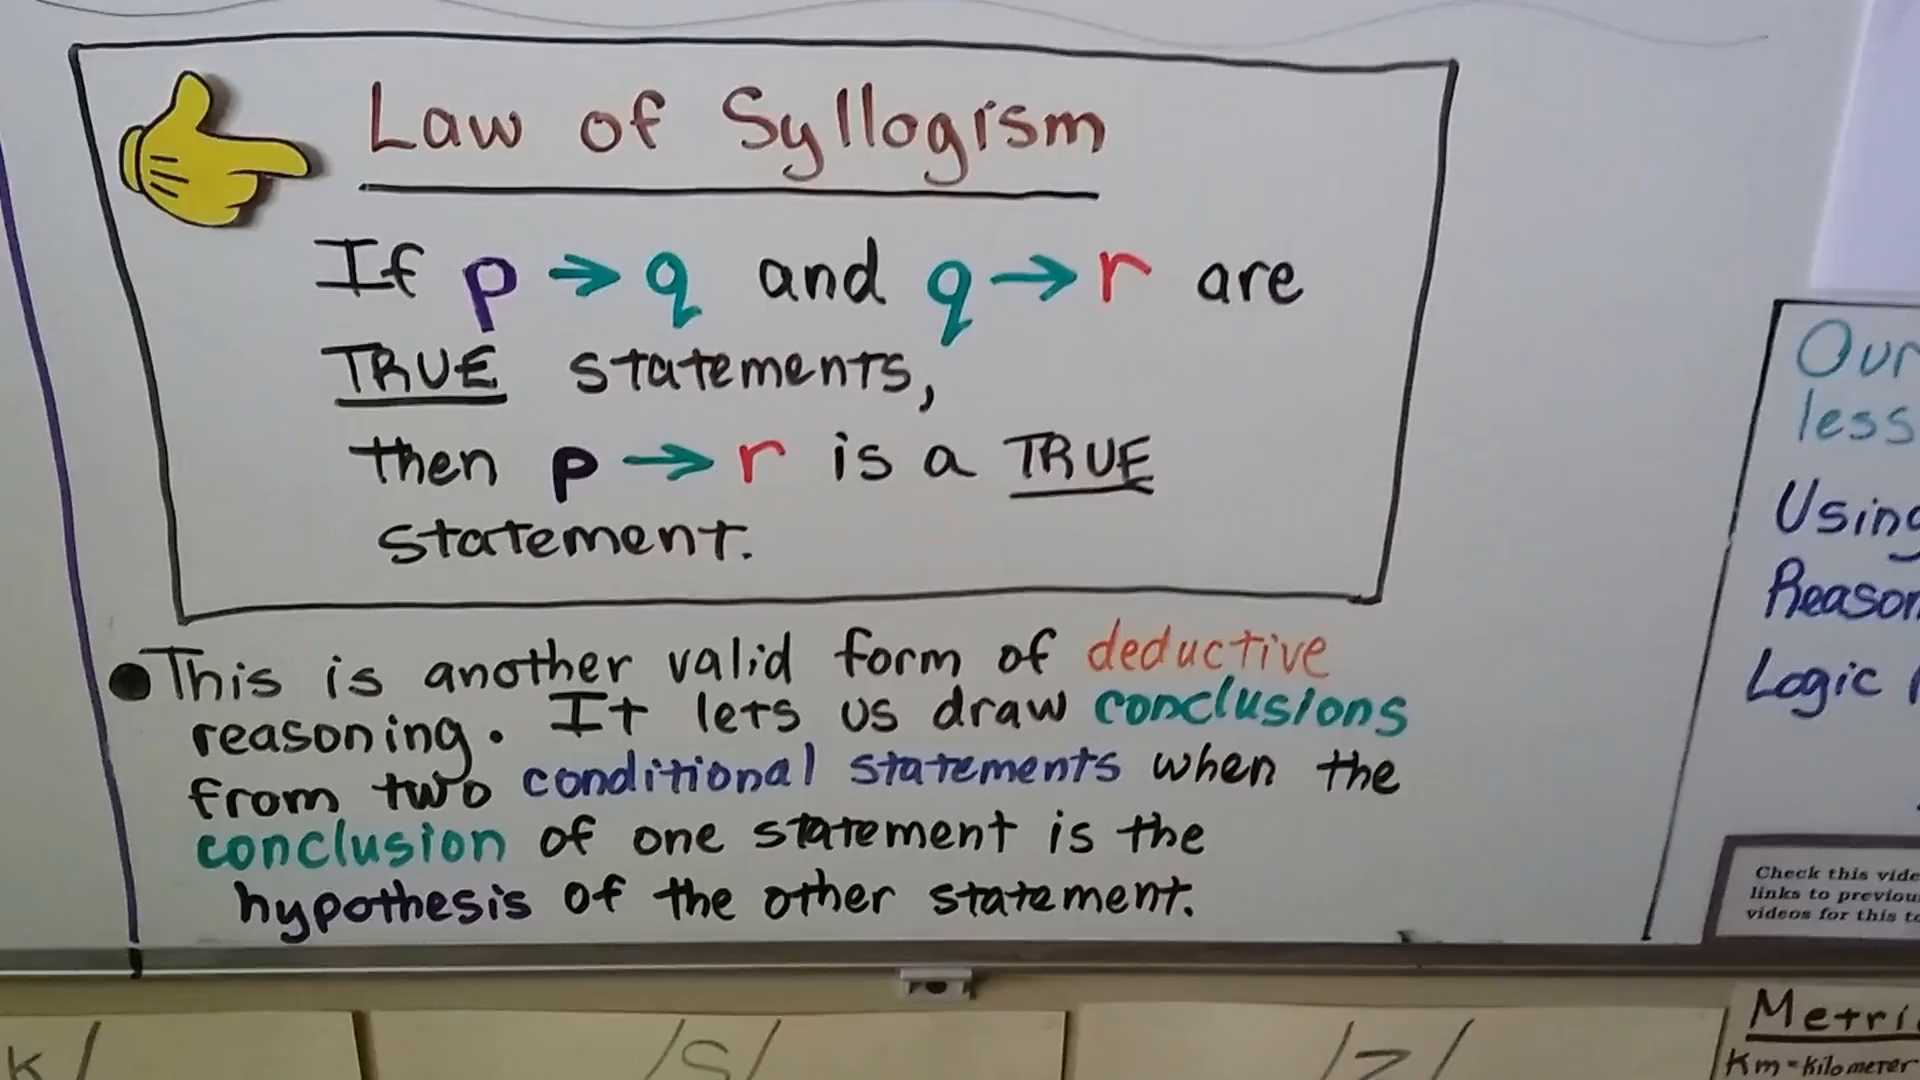 Law of Syllogism
If p → q and q → r are
TRUE statements,
then p → r is a TRUE
statement.
● This is another valid form of deductive
reasoning. It lets us draw conclusions
from two conditional statements when the
conclusion of one statement is the
hypothesis of the other statement.
Our
less
Using
Reason
Logic
Check this vide
links to previou
videos for this to
k/
/s/
/z/
Metri
Km=Kilometer